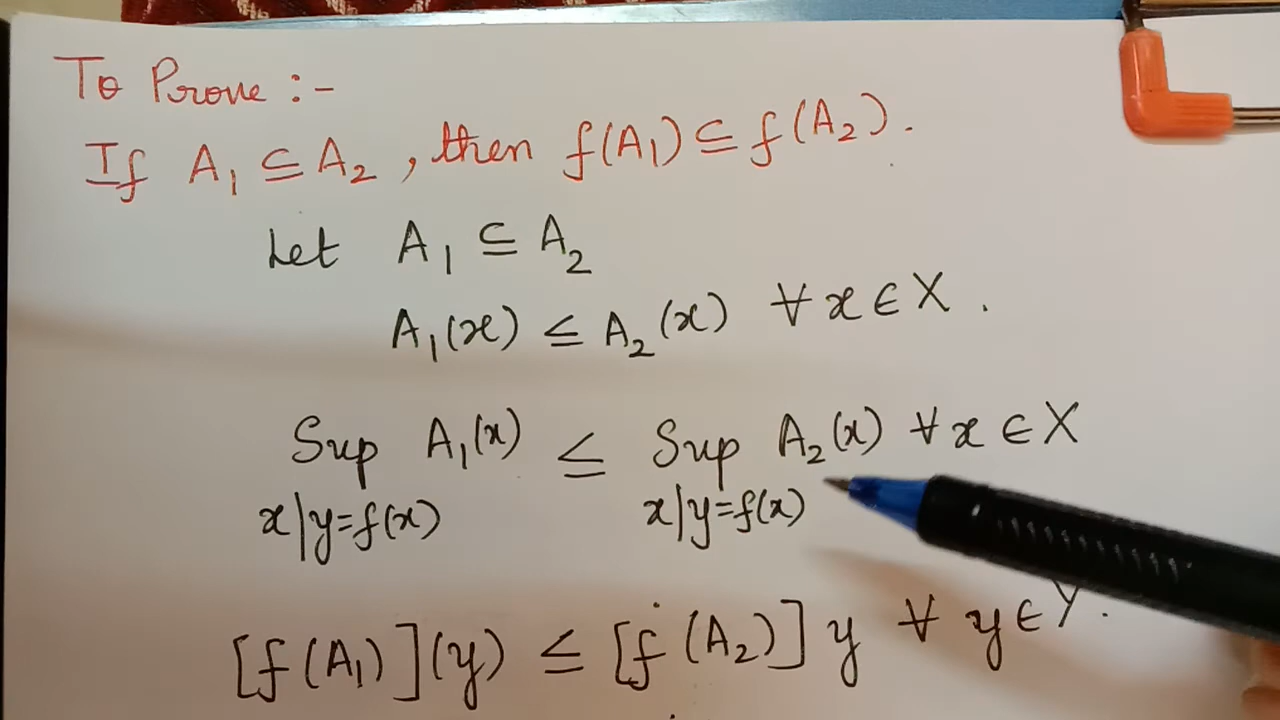 To Prove :-
If A₁ ⊆ A₂, then f(A₁) ⊆ f(A₂).
Let A₁ ⊆ A₂
A₁(x) ≤ A₂(x) ∀ x ∈ X.
Sup A₁(x) ≤ Sup A₂(x) ∀ x ∈ X
x|y=f(x) x|y=f(x)
[f(A₁)](y) ≤ [f(A₂)] y ∀ y ∈ Y.